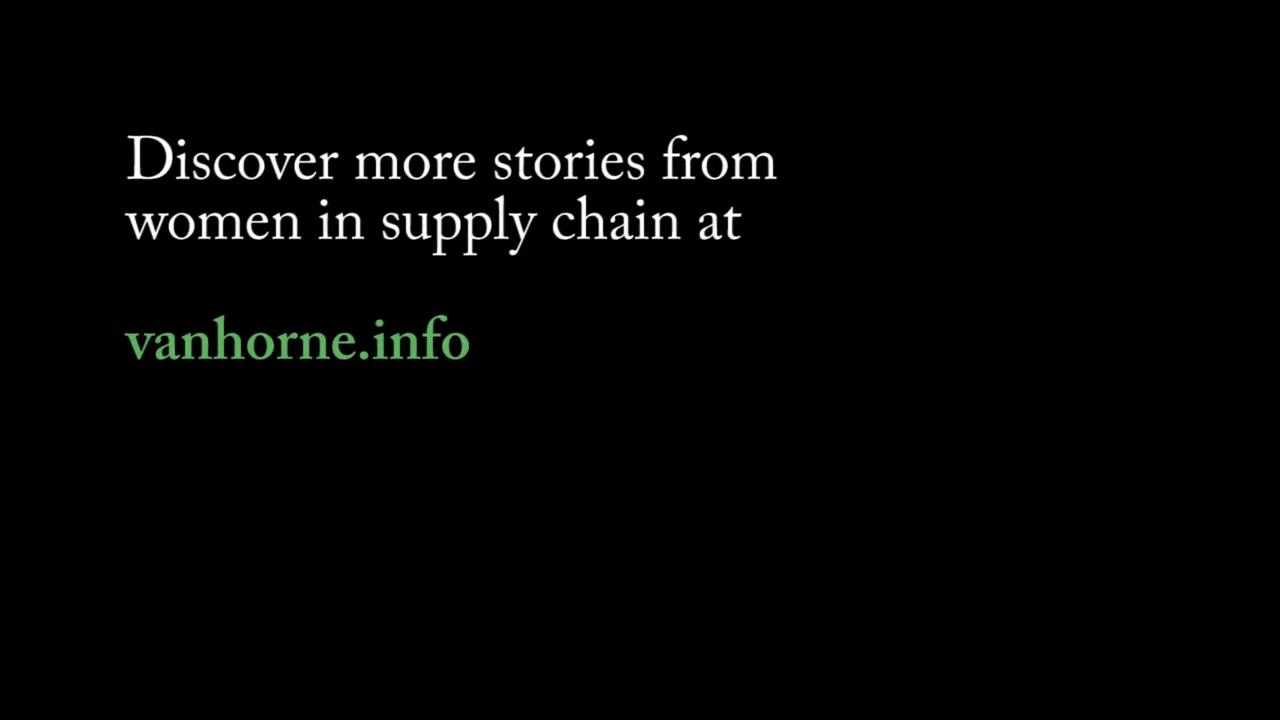 Discover more stories from
women in supply chain at
vanhorne.info